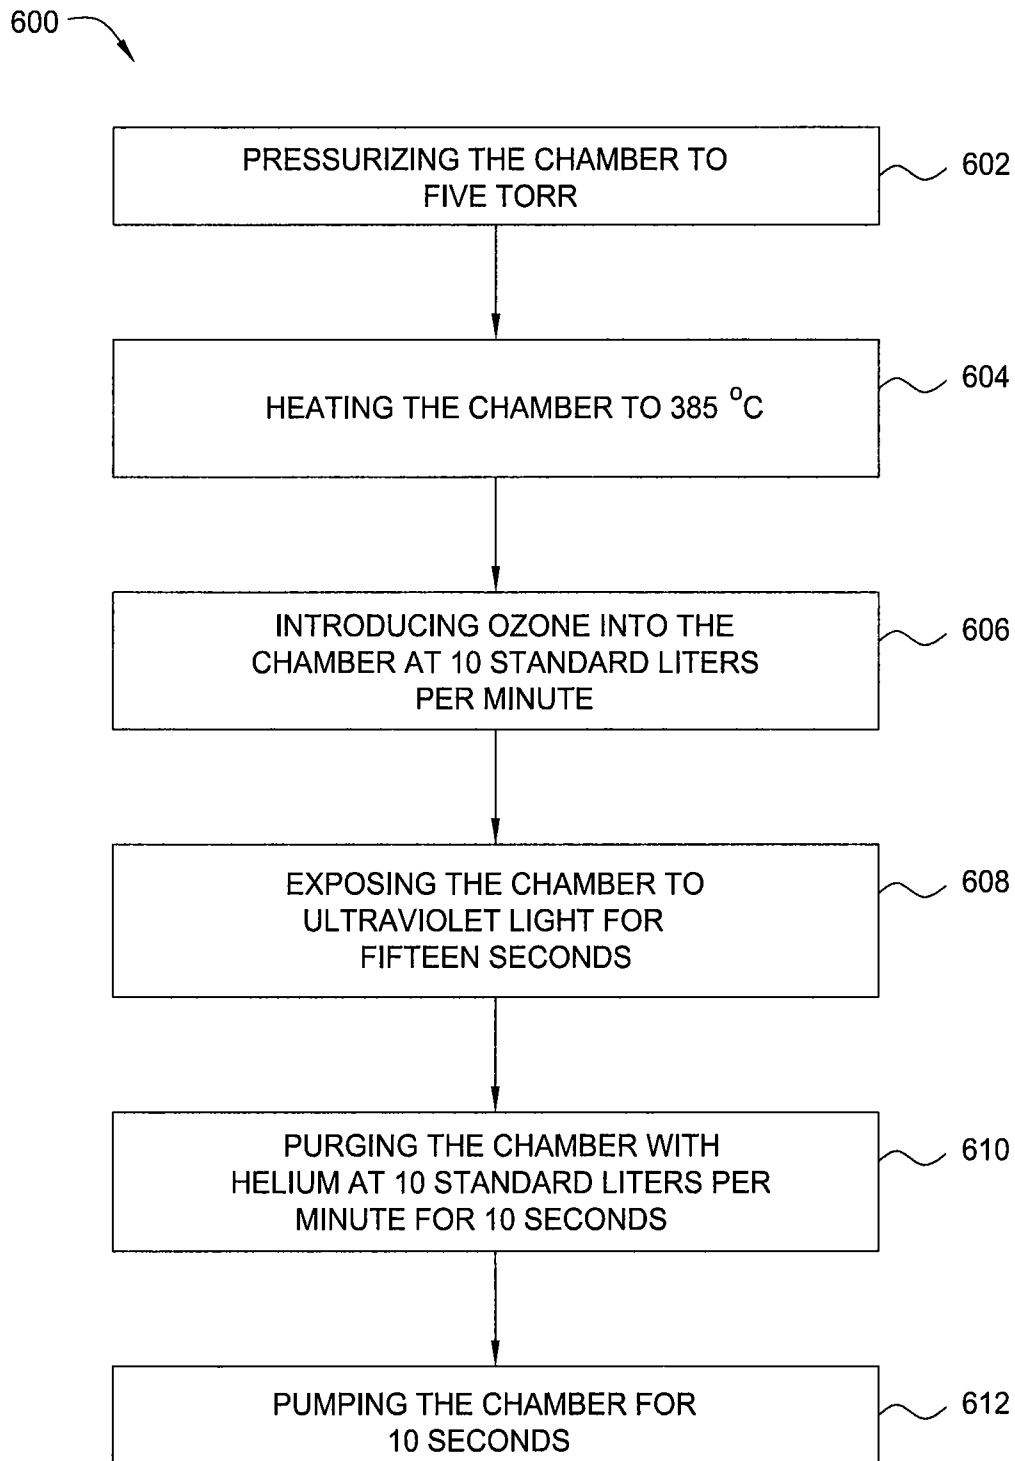 600
PRESSURIZING THE CHAMBER TO
FIVE TORR
602
HEATING THE CHAMBER TO 385 °C
604
INTRODUCING OZONE INTO THE
CHAMBER AT 10 STANDARD LITERS
PER MINUTE
606
EXPOSING THE CHAMBER TO
ULTRAVIOLET LIGHT FOR
FIFTEEN SECONDS
608
PURGING THE CHAMBER WITH
HELIUM AT 10 STANDARD LITERS PER
MINUTE FOR 10 SECONDS
610
PUMPING THE CHAMBER FOR
10 SECONDS
612